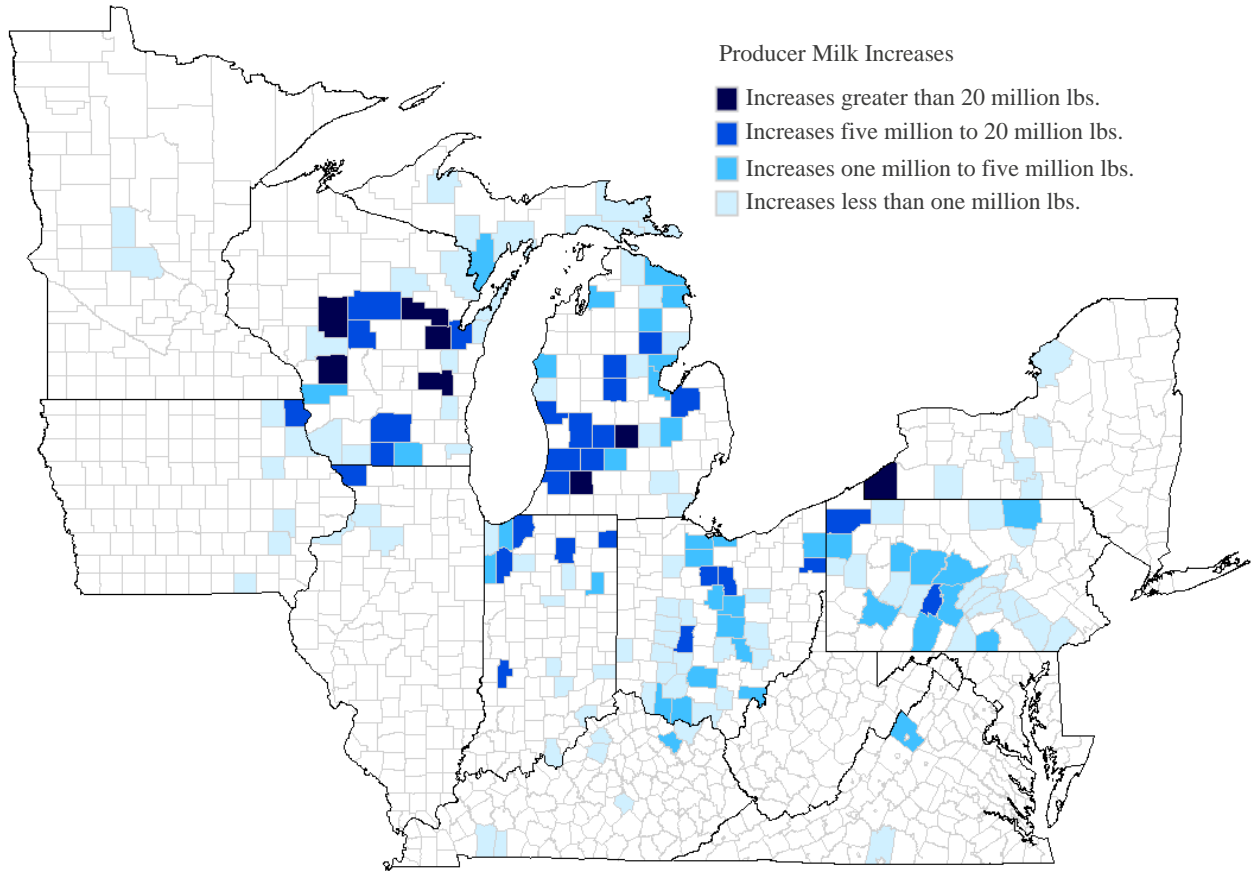 Producer Milk Increases
Increases greater than 20 million lbs.
Increases five million to 20 million lbs.
Increases one million to five million lbs.
Increases less than one million lbs.